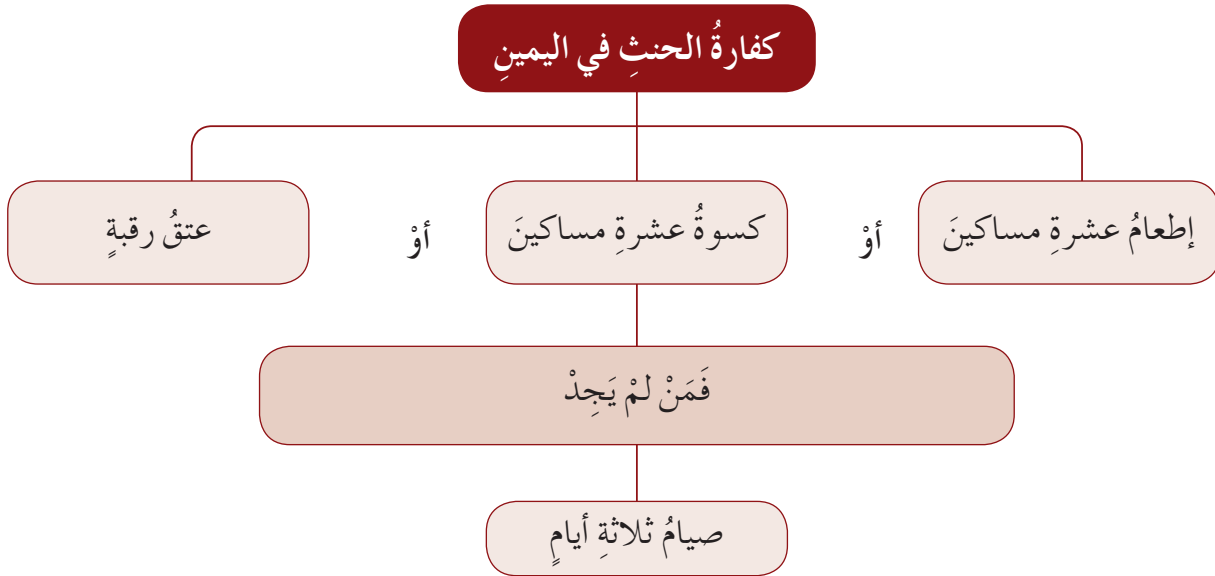 كفارةُ الحنثِ في اليمينِ
إطعامُ عشرةِ مساكينَ
أوْ
كسوةُ عشرةِ مساكينَ
أوْ
عتقُ رقبةٍ
فَمَنْ لمْ يَجِدْ
صيامُ ثلاثةِ أيامٍ